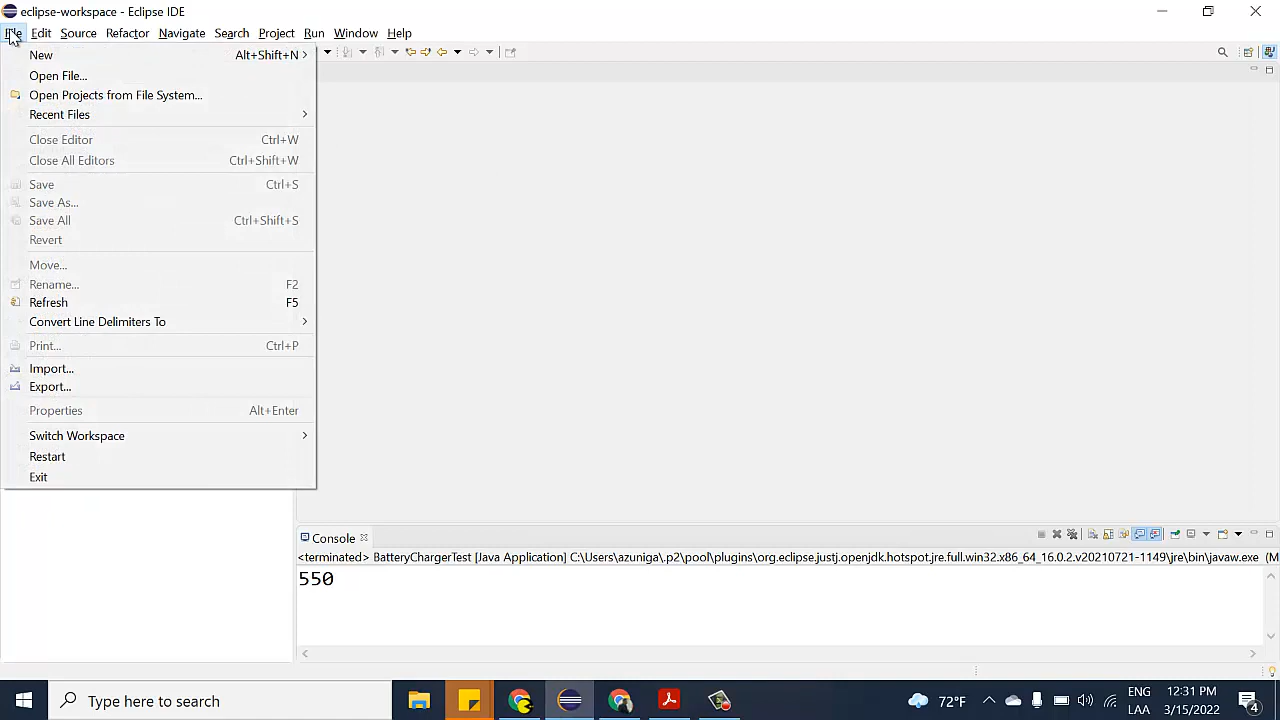 eclipse-workspace - Eclipse IDE
File Edit Source Refactor Navigate Search Project Run Window Help
New Alt+Shift+N
Open File...
Open Projects from File System...
Recent Files
Close Editor Ctrl+W
Close All Editors Ctrl+Shift+W
Save Ctrl+S
Save As...
Save All Ctrl+Shift+S
Revert
Move...
Rename... F2
Refresh F5
Convert Line Delimiters To
Print... Ctrl+P
Import...
Export...
Properties Alt+Enter
Switch Workspace
Restart
Exit
Console
<terminated> BatteryChargerTest [Java Application] C:\Users\azuniga\.p2\pool\plugins\org.eclipse.justj.openjdk.hotspot.jre.full.win32.x86_64_16.0.2.v20210721-1149\jre\bin\javaw.exe (M
550
Type here to search
72°F
ENG
LAA
12:31 PM
3/15/2022
4